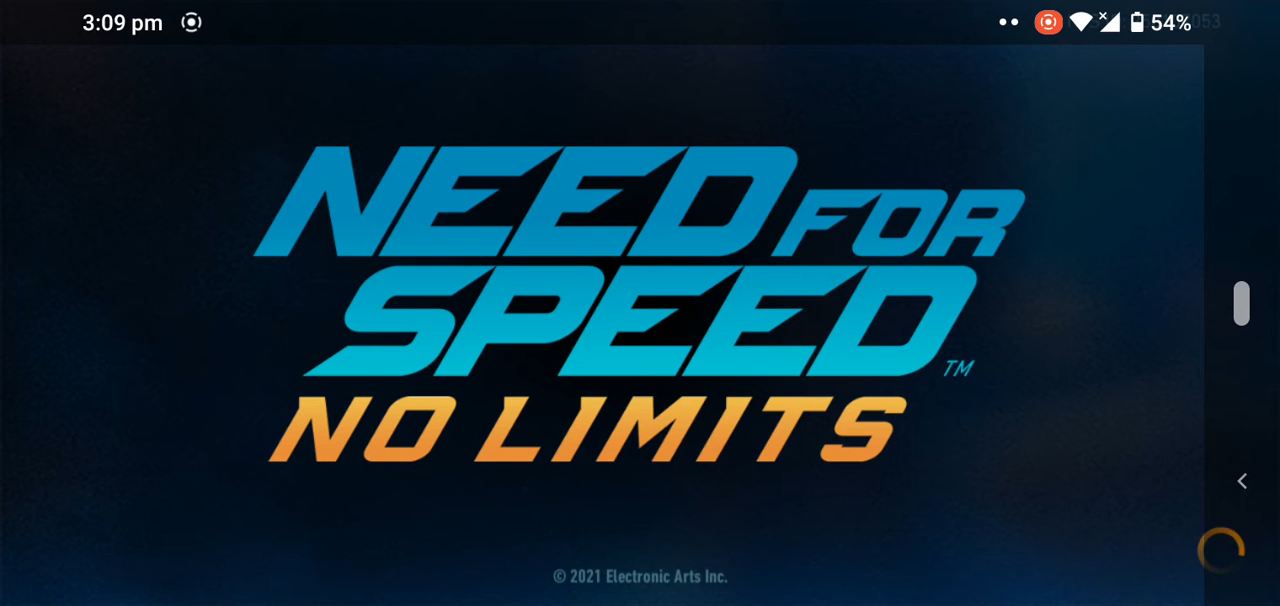 3:09 pm
54%
NEED FOR
SPEED
TM
NO LIMITS
© 2021 Electronic Arts Inc.